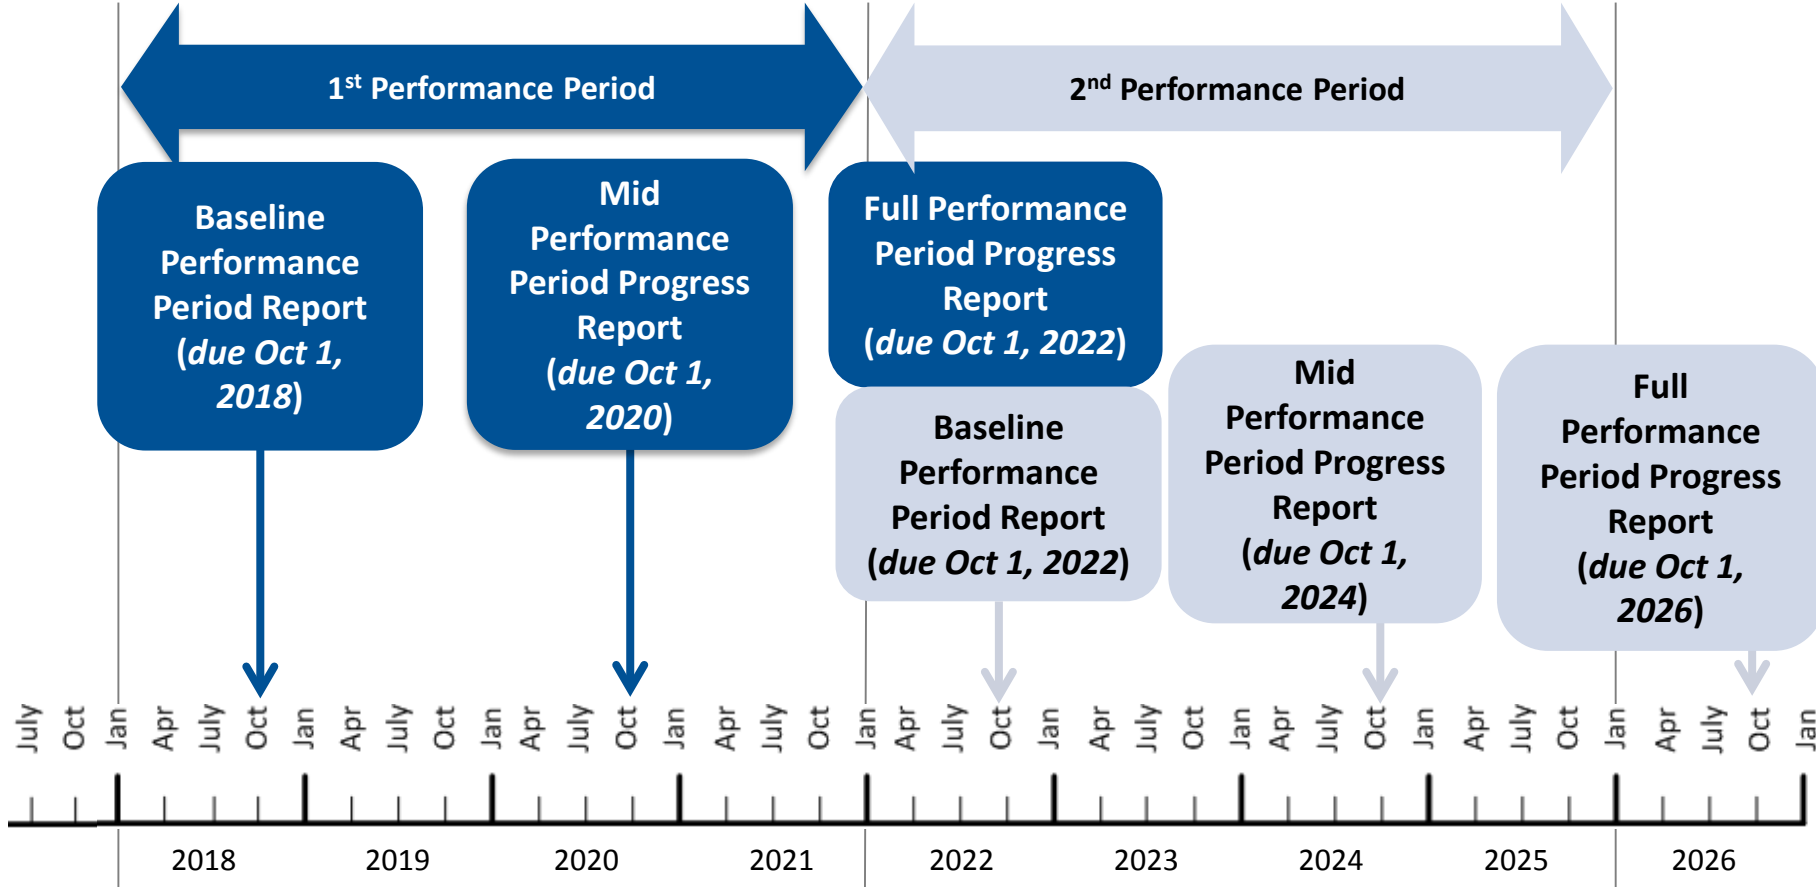 1st Performance Period
2nd Performance Period
Baseline
Performance
Period Report
(due Oct 1,
2018)
Mid
Performance
Period Progress
Report
(due Oct 1,
2020)
Full Performance
Period Progress
Report
(due Oct 1, 2022)
Baseline
Performance
Period Report
(due Oct 1, 2022)
Mid
Performance
Period Progress
Report
(due Oct 1,
2024)
Full
Performance
Period Progress
Report
(due Oct 1,
2026)
July Oct Jan Apr July Oct Jan Apr July Oct Jan Apr July Oct Jan Apr July Oct Jan Apr July Oct Jan Apr July Oct Jan Apr July Oct Jan Apr July Oct Jan Apr July Oct Jan
2018 2019 2020 2021 2022 2023 2024 2025 2026